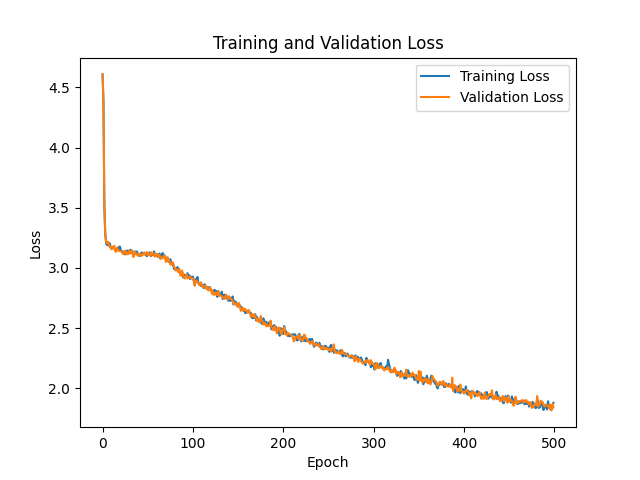 Training and Validation Loss
Training Loss
Validation Loss
4.5
4.0
3.5
3.0
2.5
2.0
Loss
0 100 200 300 400 500
Epoch